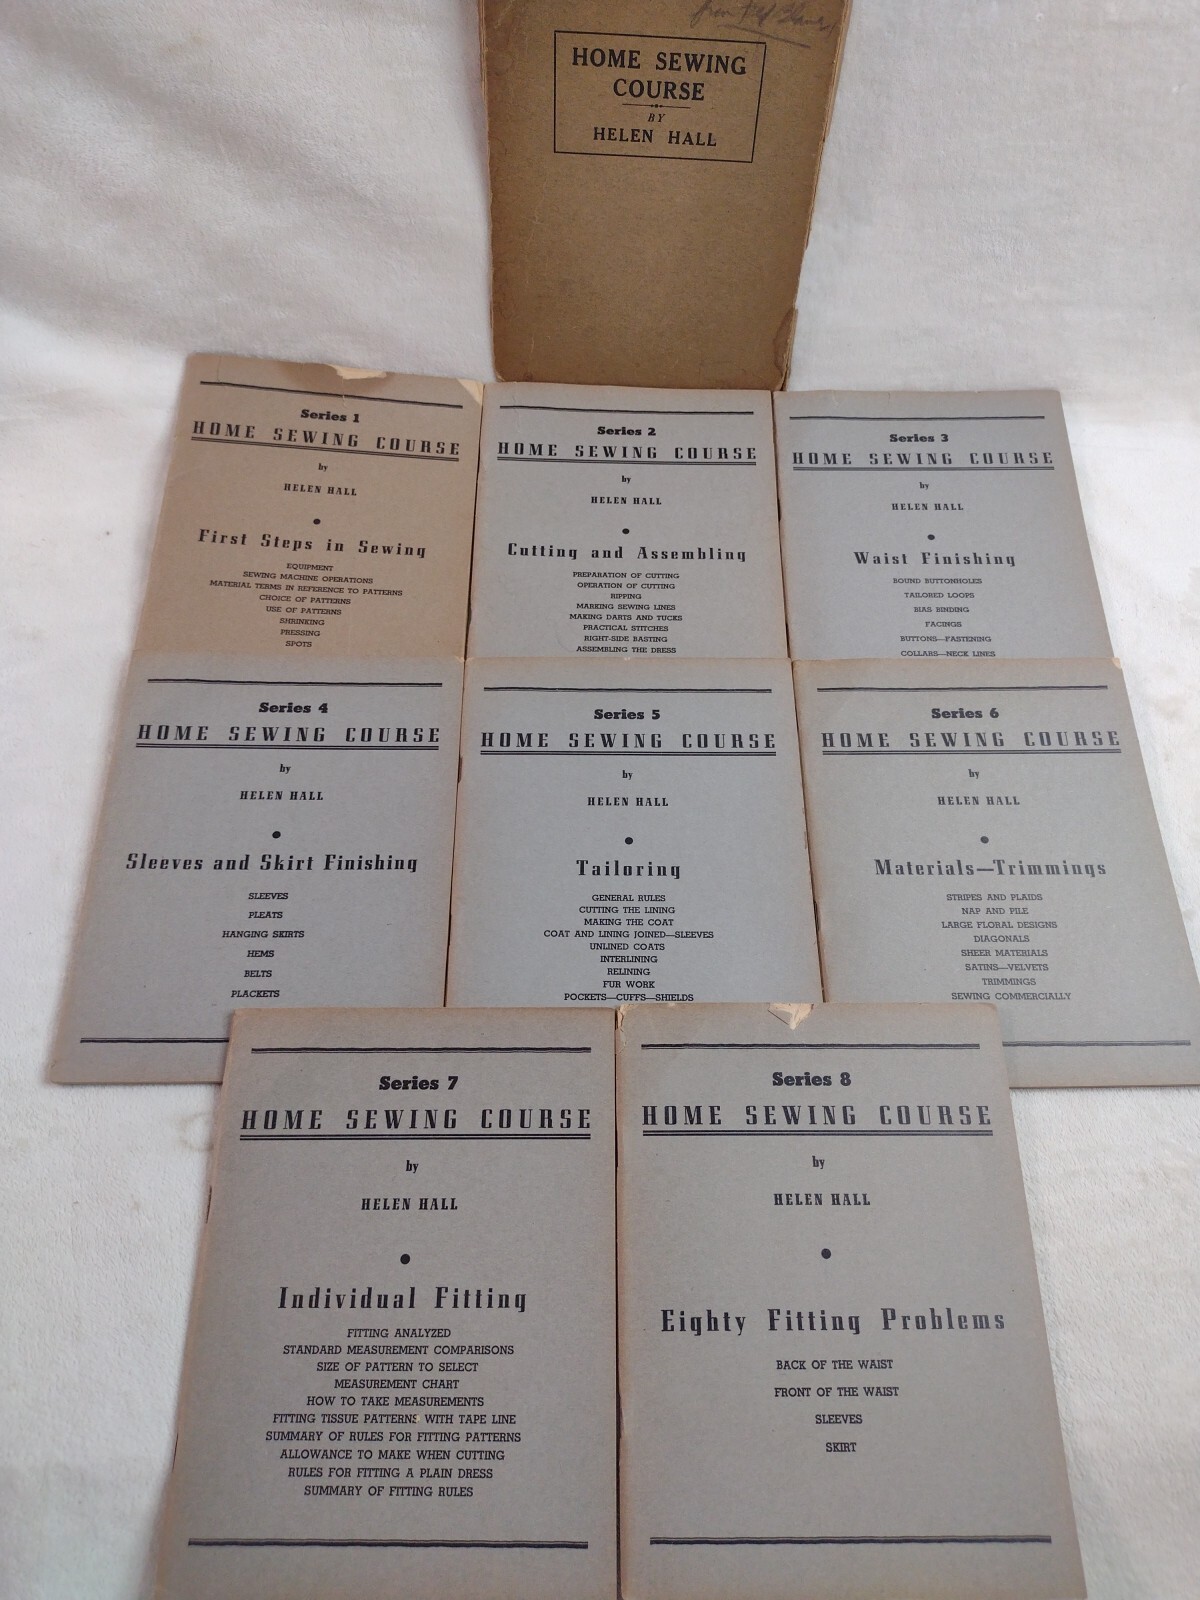 HOME SEWING
COURSE
BY
HELEN HALL
Series 1
HOME SEWING COURSE
by
HELEN HALL
First Steps in Sewing
EQUIPMENT
SEWING MACHINE OPERATIONS
MATERIAL TERMS IN REFERENCE TO PATTERNS
CHOICE OF PATTERNS
USE OF PATTERNS
SHRINKING
PRESSING
SPOTS
Series 2
HOME SEWING COURSE
by
HELEN HALL
Cutting and Assembling
PREPARATION OF CUTTING
OPERATION OF CUTTING
RIPPING
MARKING SEWING LINES
MAKING DARTS AND TUCKS
PRACTICAL STITCHES
RIGHT-SIDE BASTING
ASSEMBLING THE DRESS
Series 3
HOME SEWING COURSE
by
HELEN HALL
Waist Finishing
BOUND BUTTONHOLES
TAILORED LOOPS
BIAS BINDING
FACINGS
BUTTONS—FASTENING
COLLARS—NECK LINES
Series 4
HOME SEWING COURSE
by
HELEN HALL
Sleeves and Skirt Finishing
SLEEVES
PLEATS
HANGING SKIRTS
HEMS
BELTS
PLACKETS
Series 5
HOME SEWING COURSE
by
HELEN HALL
Tailoring
GENERAL RULES
CUTTING THE LINING
MAKING THE COAT
COAT AND LINING JOINED—SLEEVES
UNLINED COATS
INTERLINING
RELINING
FUR WORK
POCKETS—CUFFS—SHIELDS
Series 6
HOME SEWING COURSE
by
HELEN HALL
Materials—Trimmings
STRIPES AND PLAIDS
NAP AND PILE
LARGE FLORAL DESIGNS
DIAGONALS
SHEER MATERIALS
SATINS—VELVETS
TRIMMINGS
SEWING COMMERCIALLY
Series 7
HOME SEWING COURSE
by
HELEN HALL
Individual Fitting
FITTING ANALYZED
STANDARD MEASUREMENT COMPARISONS
SIZE OF PATTERN TO SELECT
MEASUREMENT CHART
HOW TO TAKE MEASUREMENTS
FITTING TISSUE PATTERNS WITH TAPE LINE
SUMMARY OF RULES FOR FITTING PATTERNS
ALLOWANCE TO MAKE WHEN CUTTING
RULES FOR FITTING A PLAIN DRESS
SUMMARY OF FITTING RULES
Series 8
HOME SEWING COURSE
by
HELEN HALL
Eighty Fitting Problems
BACK OF THE WAIST
FRONT OF THE WAIST
SLEEVES
SKIRT